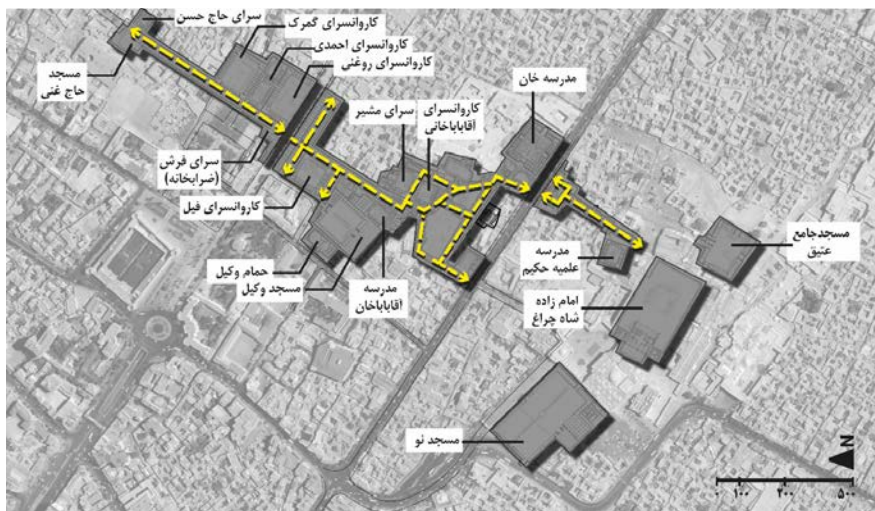 سرای حاج حسن
کاروانسرای گمرک
کاروانسرای احمدی
کاروانسرای روغنی
مسجد
حاج غنی
مدرسه خان
کاروانسرای
آقاباباخانی
سرای مشیر
سرای فرش
(ضرابخانه)
کاروانسرای فیل
حمام وکیل
مسجد وکیل
مدرسه
آقاباباخان
مدرسه
علمیه حکیم
مسجدجامع
عتیق
امام زاده
شاه چراغ
مسجد نو
N
۰ ۱۰۰ ۲۰۰ ۵۰۰